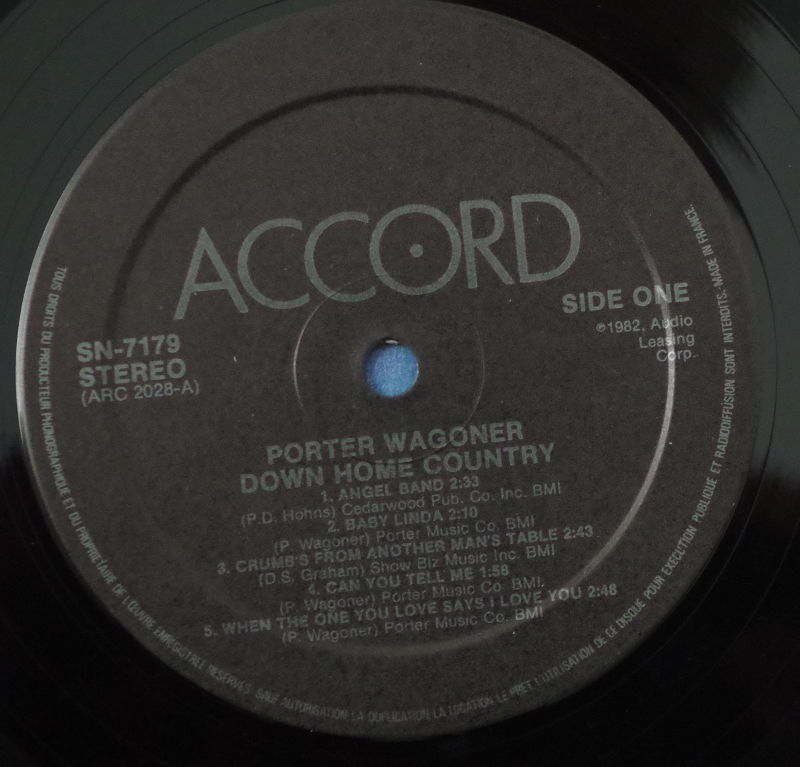 ACCORD
SIDE ONE
℗1982, Audio
Leasing
Corp.
SN-7179
STEREO
(ARC 2028-A)
PORTER WAGONER
DOWN HOME COUNTRY
1. ANGEL BAND 2:33
(P.D. Hohns) Cedarwood Pub. Co. Inc. BMI
2. BABY LINDA 2:10
(P. Wagoner) Porter Music Co. BMI
3. CRUMB'S FROM ANOTHER MAN'S TABLE 2:43
(D.S. Graham) Show Biz Music Inc. BMI
4. CAN YOU TELL ME 1:58
(P. Wagoner) Porter Music Co. BMI.
5. WHEN THE ONE YOU LOVE SAYS I LOVE YOU 2:48
(P. Wagoner) Porter Music Co. BMI
TOUS DROITS DU PRODUCTEUR PHONOGRAPHIQUE ET DU PROPRIETAIRE DE L'OEUVRE ENREGISTREE RESERVES. SAUF AUTORISATION LA DUPLICATION LA LOCATION LE PRET L'UTILISATION DE CE DISQUE POUR EXECUTION PUBLIQUE ET RADIODIFFUSION SONT INTERDITS. MADE IN FRANCE.